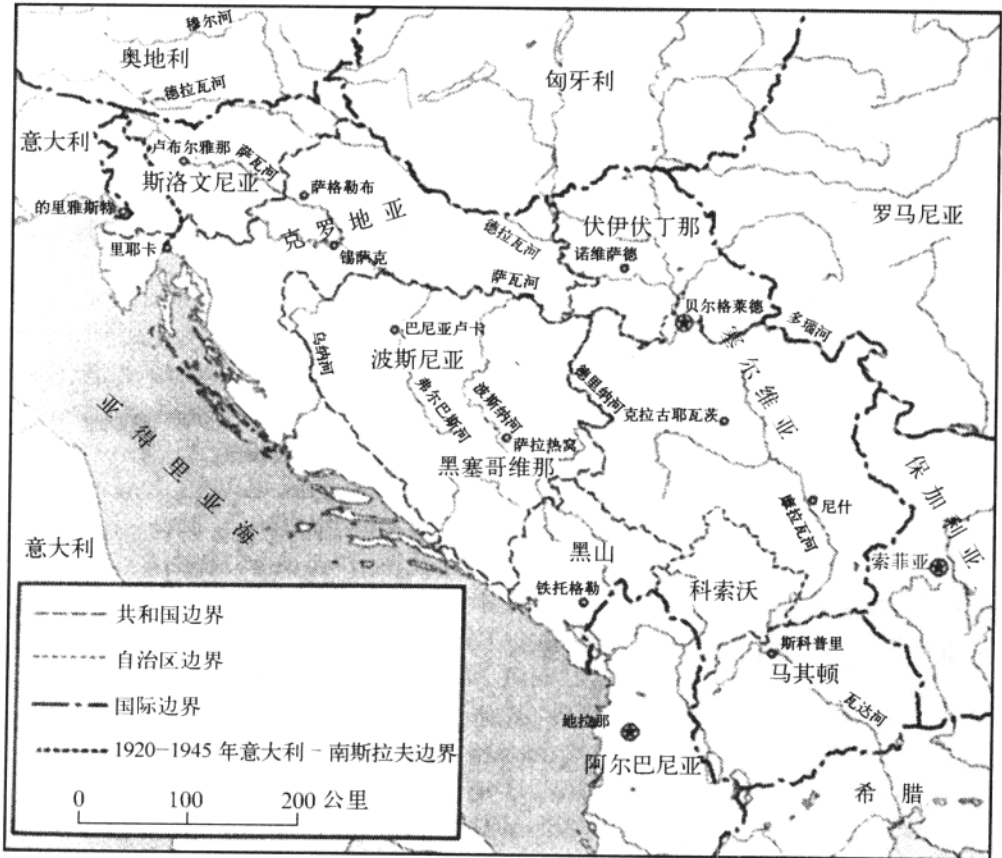 穆尔河
奥地利
德拉瓦河
匈牙利
意大利
卢布尔雅那
萨瓦河
斯洛文尼亚
萨格勒布
的里雅斯特
克罗地亚
伏伊伏丁那
罗马尼亚
德拉瓦河
里耶卡
锡萨克
诺维萨德
萨瓦河
贝尔格莱德
多瑙河
巴尼亚卢卡
乌纳河
波斯尼亚
塞尔维亚
弗尔巴斯河
波斯纳河
德里纳河
克拉古耶瓦茨
亚得里亚海
萨拉热窝
黑塞哥维那
保加利亚
尼什
摩拉瓦河
意大利
黑山
索菲亚
铁托格勒
科索沃
斯科普里
马其顿
瓦达河
地拉那
阿尔巴尼亚
希腊
共和国边界
自治区边界
国际边界
1920-1945 年意大利-南斯拉夫边界
0 100 200 公里